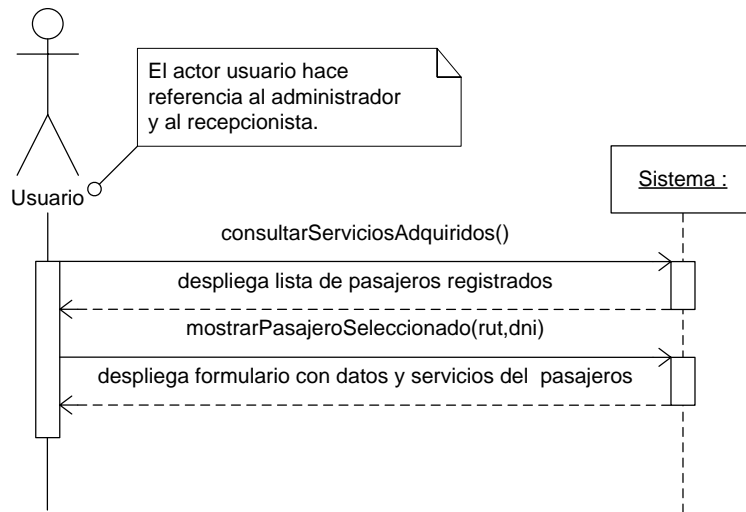 El actor usuario hace
referencia al administrador
y al recepcionista.
Usuario
Sistema :
consultarServiciosAdquiridos()
despliega lista de pasajeros registrados
mostrarPasajeroSeleccionado(rut,dni)
despliega formulario con datos y servicios del  pasajeros